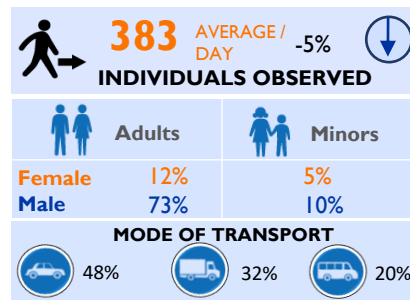 383 AVERAGE / DAY -5%
INDIVIDUALS OBSERVED
Adults Minors
Female 12% 5%
Male 73% 10%
MODE OF TRANSPORT
48% 32% 20%